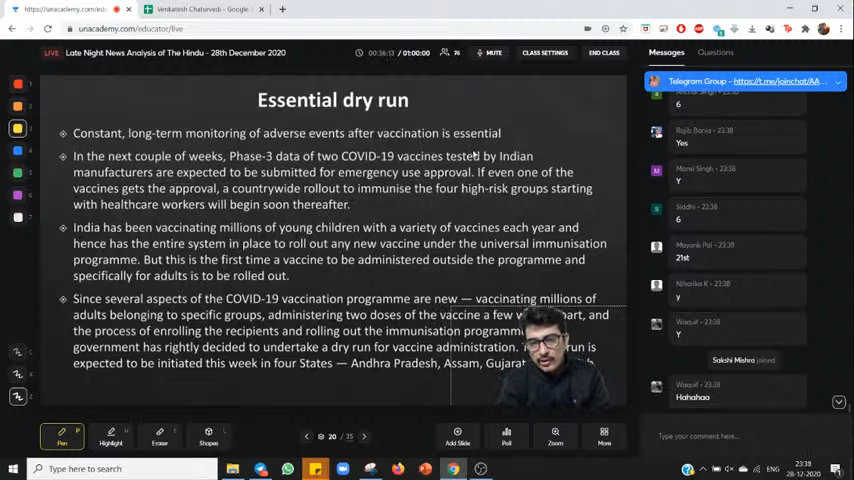 https://unacademy.com/edu
Venkatesh Chaturvedi - Google S
unacademy.com/educator/live
LIVE
Late Night News Analysis of The Hindu - 28th December 2020
00:36:13 / 01:00:00
76
MUTE
CLASS SETTINGS
END CLASS
Messages
Questions
Telegram Group - https://t.me/joinchat/AA...
1
2
3
4
5
6
7
Essential dry run
Constant, long-term monitoring of adverse events after vaccination is essential
In the next couple of weeks, Phase-3 data of two COVID-19 vaccines tested by Indian
manufacturers are expected to be submitted for emergency use approval. If even one of the
vaccines gets the approval, a countrywide rollout to immunise the four high-risk groups starting
with healthcare workers will begin soon thereafter.
India has been vaccinating millions of young children with a variety of vaccines each year and
hence has the entire system in place to roll out any new vaccine under the universal immunisation
programme. But this is the first time a vaccine to be administered outside the programme and
specifically for adults is to be rolled out.
Since several aspects of the COVID-19 vaccination programme are new — vaccinating millions of
adults belonging to specific groups, administering two doses of the vaccine a few part, and
the process of enrolling the recipients and rolling out the immunisation programm
government has rightly decided to undertake a dry run for vaccine administration. run is
expected to be initiated this week in four States — Andhra Pradesh, Assam, Gujarat
6
Rajib Bania 23:38
Yes
M
Mansi Singh 23:38
Y
S
Siddhi 23:38
6
Mayank Pal 23:38
21st
Niharika K 23:38
y
Waquif 23:38
Y
Sakshi Mishra joined
Waquif 23:38
Hahahaa
Type your comment here...
Pen
P
Highlight
Eraser
E
Shapes
20 / 35
Add Slide
Poll
Zoom
More
Type here to search
ENG
23:39
28-12-2020